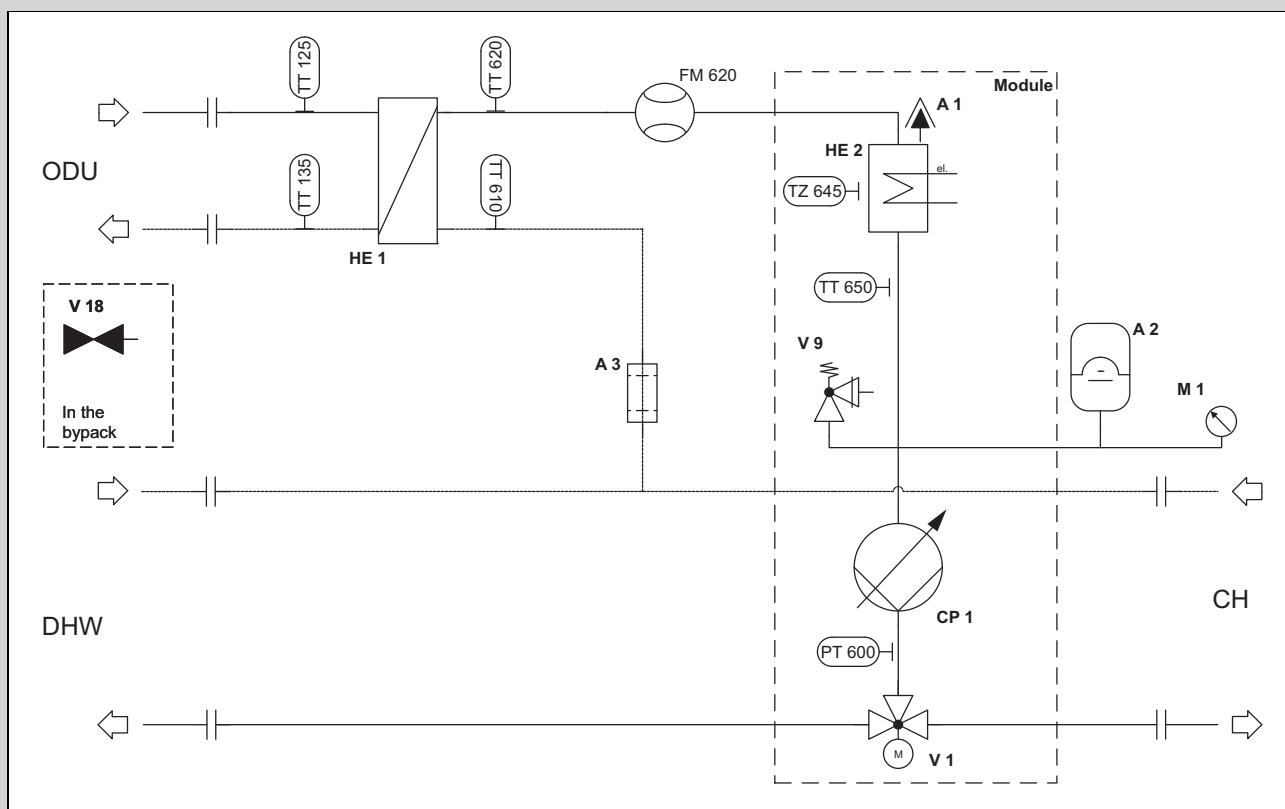 TT 125
TT 620
FM 620
Module
A 1
HE 2
el.
ODU
TT 135
TT 610
TZ 645
HE 1
TT 650
V 18
A 2
V 9
A 3
M 1
In the
bypack
DHW
CH
CP 1
PT 600
M
V 1